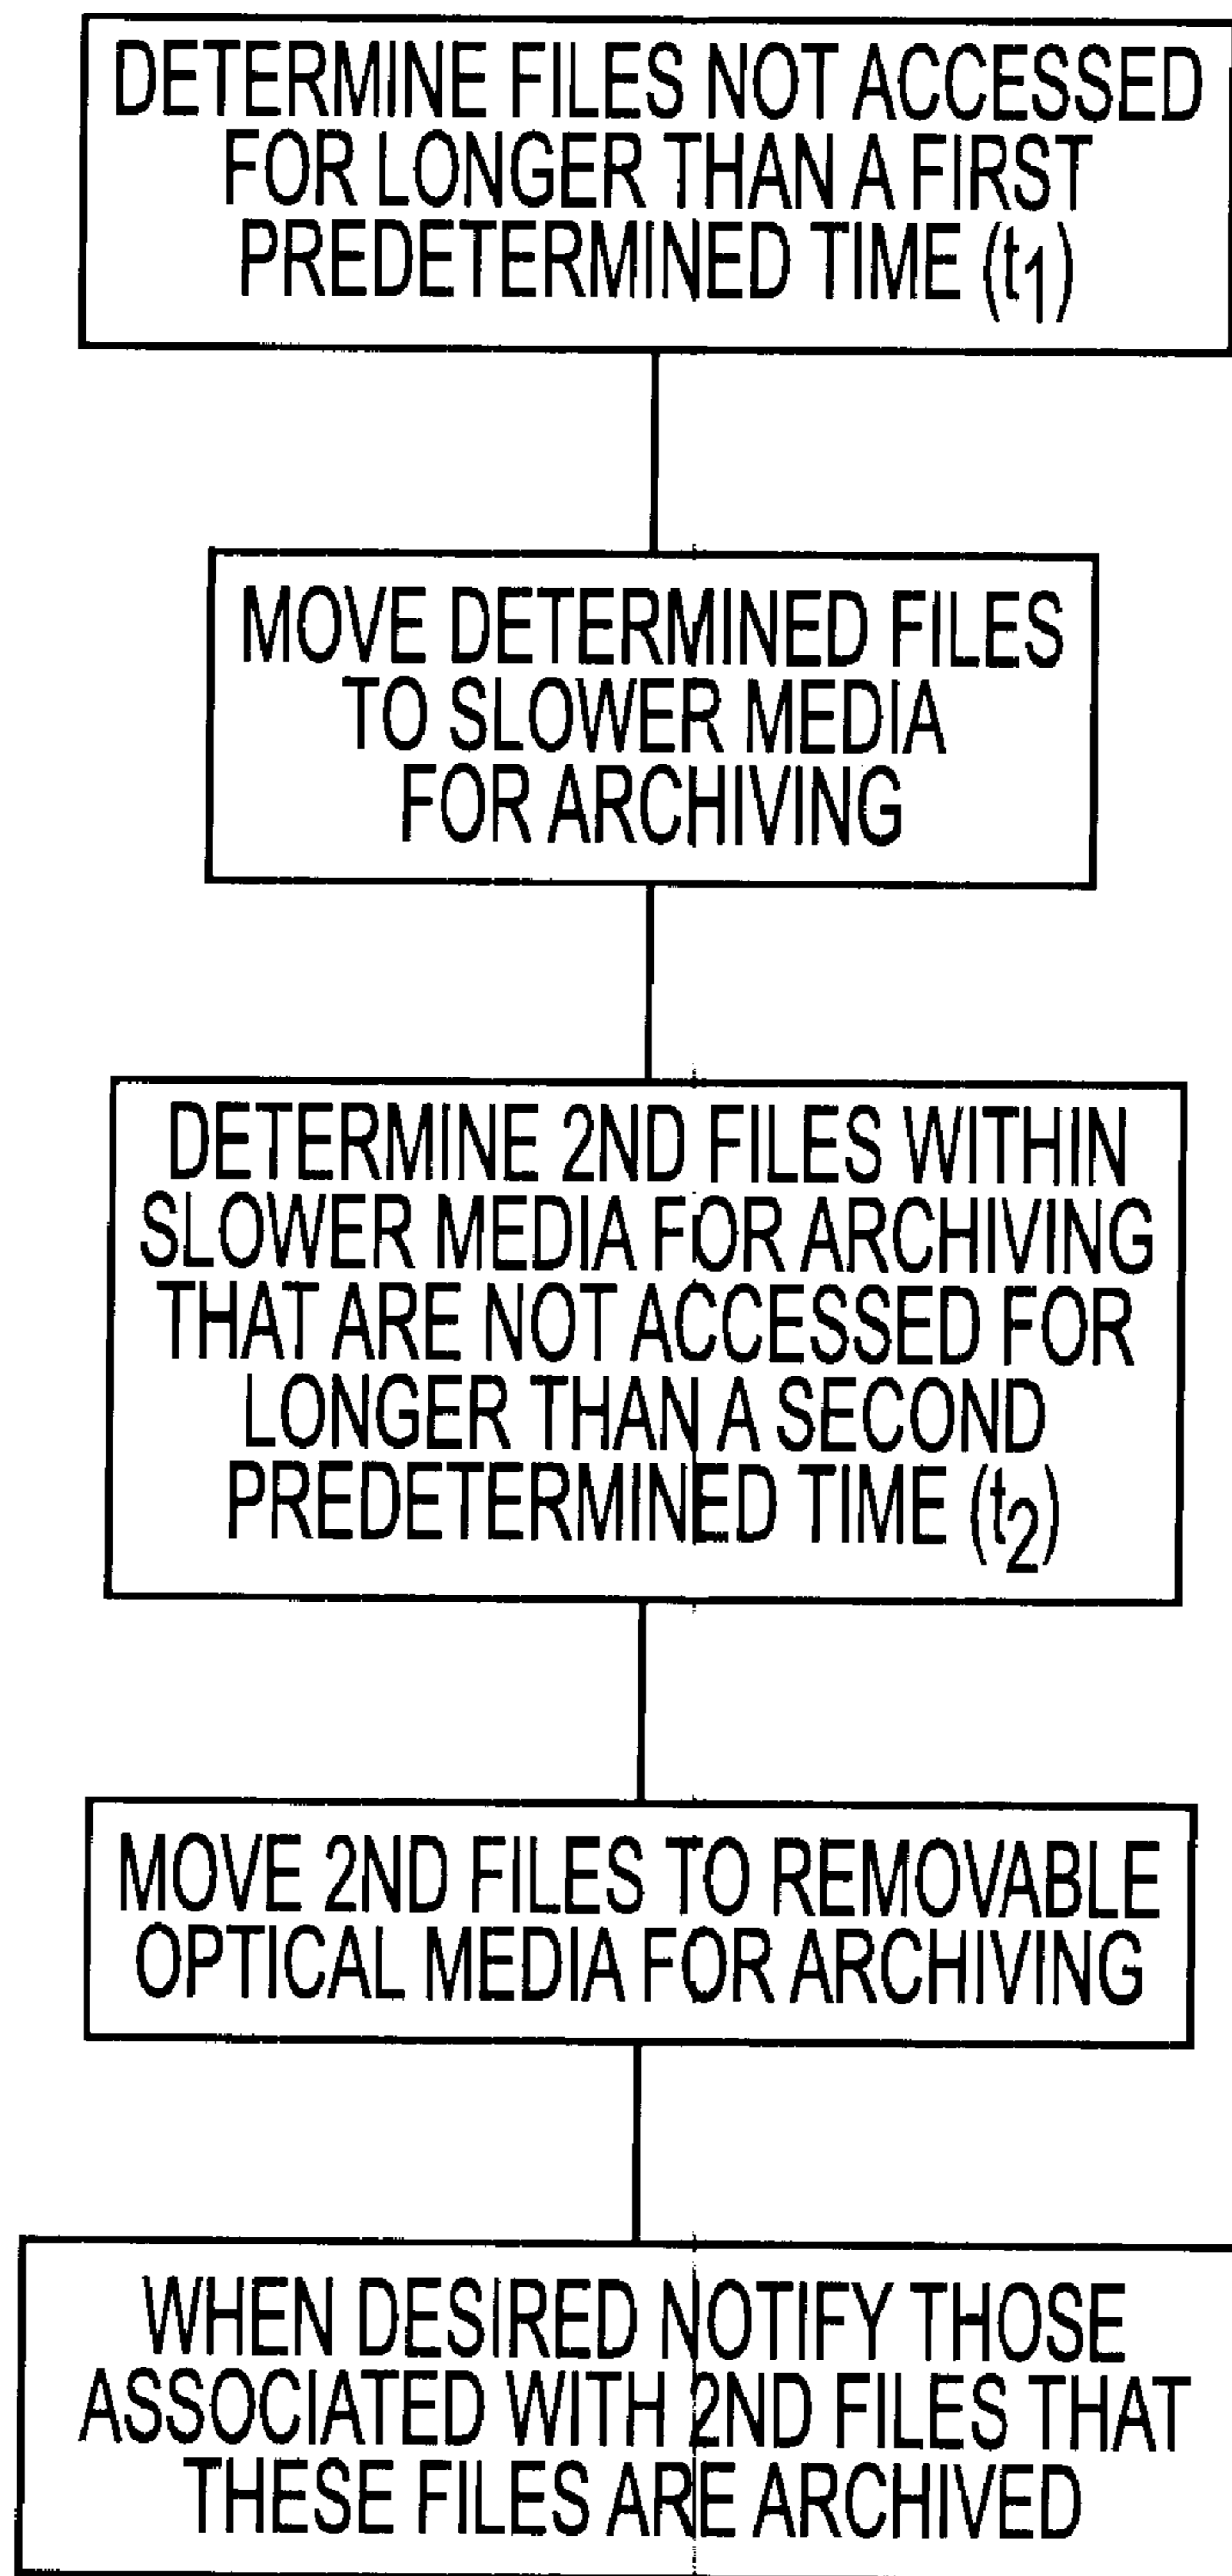 DETERMINE FILES NOT ACCESSED
FOR LONGER THAN A FIRST
PREDETERMINED TIME (t1)
MOVE DETERMINED FILES
TO SLOWER MEDIA
FOR ARCHIVING
DETERMINE 2ND FILES WITHIN
SLOWER MEDIA FOR ARCHIVING
THAT ARE NOT ACCESSED FOR
LONGER THAN A SECOND
PREDETERMINED TIME (t2)
MOVE 2ND FILES TO REMOVABLE
OPTICAL MEDIA FOR ARCHIVING
WHEN DESIRED NOTIFY THOSE
ASSOCIATED WITH 2ND FILES THAT
THESE FILES ARE ARCHIVED